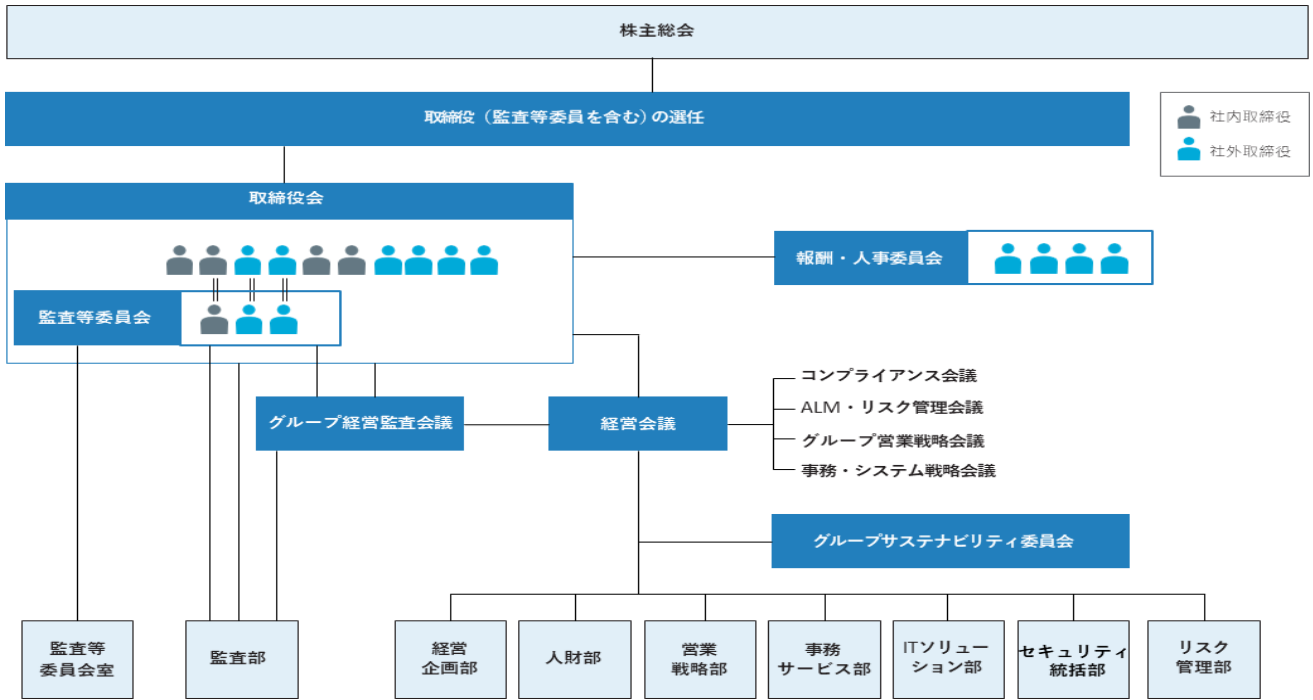 株主総会
取締役（監査等委員を含む）の選任
社内取締役
社外取締役
取締役会
報酬・人事委員会
監査等委員会
コンプライアンス会議
ALM・リスク管理会議
グループ営業戦略会議
事務・システム戦略会議
グループ経営監査会議
経営会議
グループサステナビリティ委員会
監査等
委員会室
監査部
経営
企画部
人財部
営業
戦略部
事務
サービス部
ITソリュー
ション部
セキュリティ
統括部
リスク
管理部